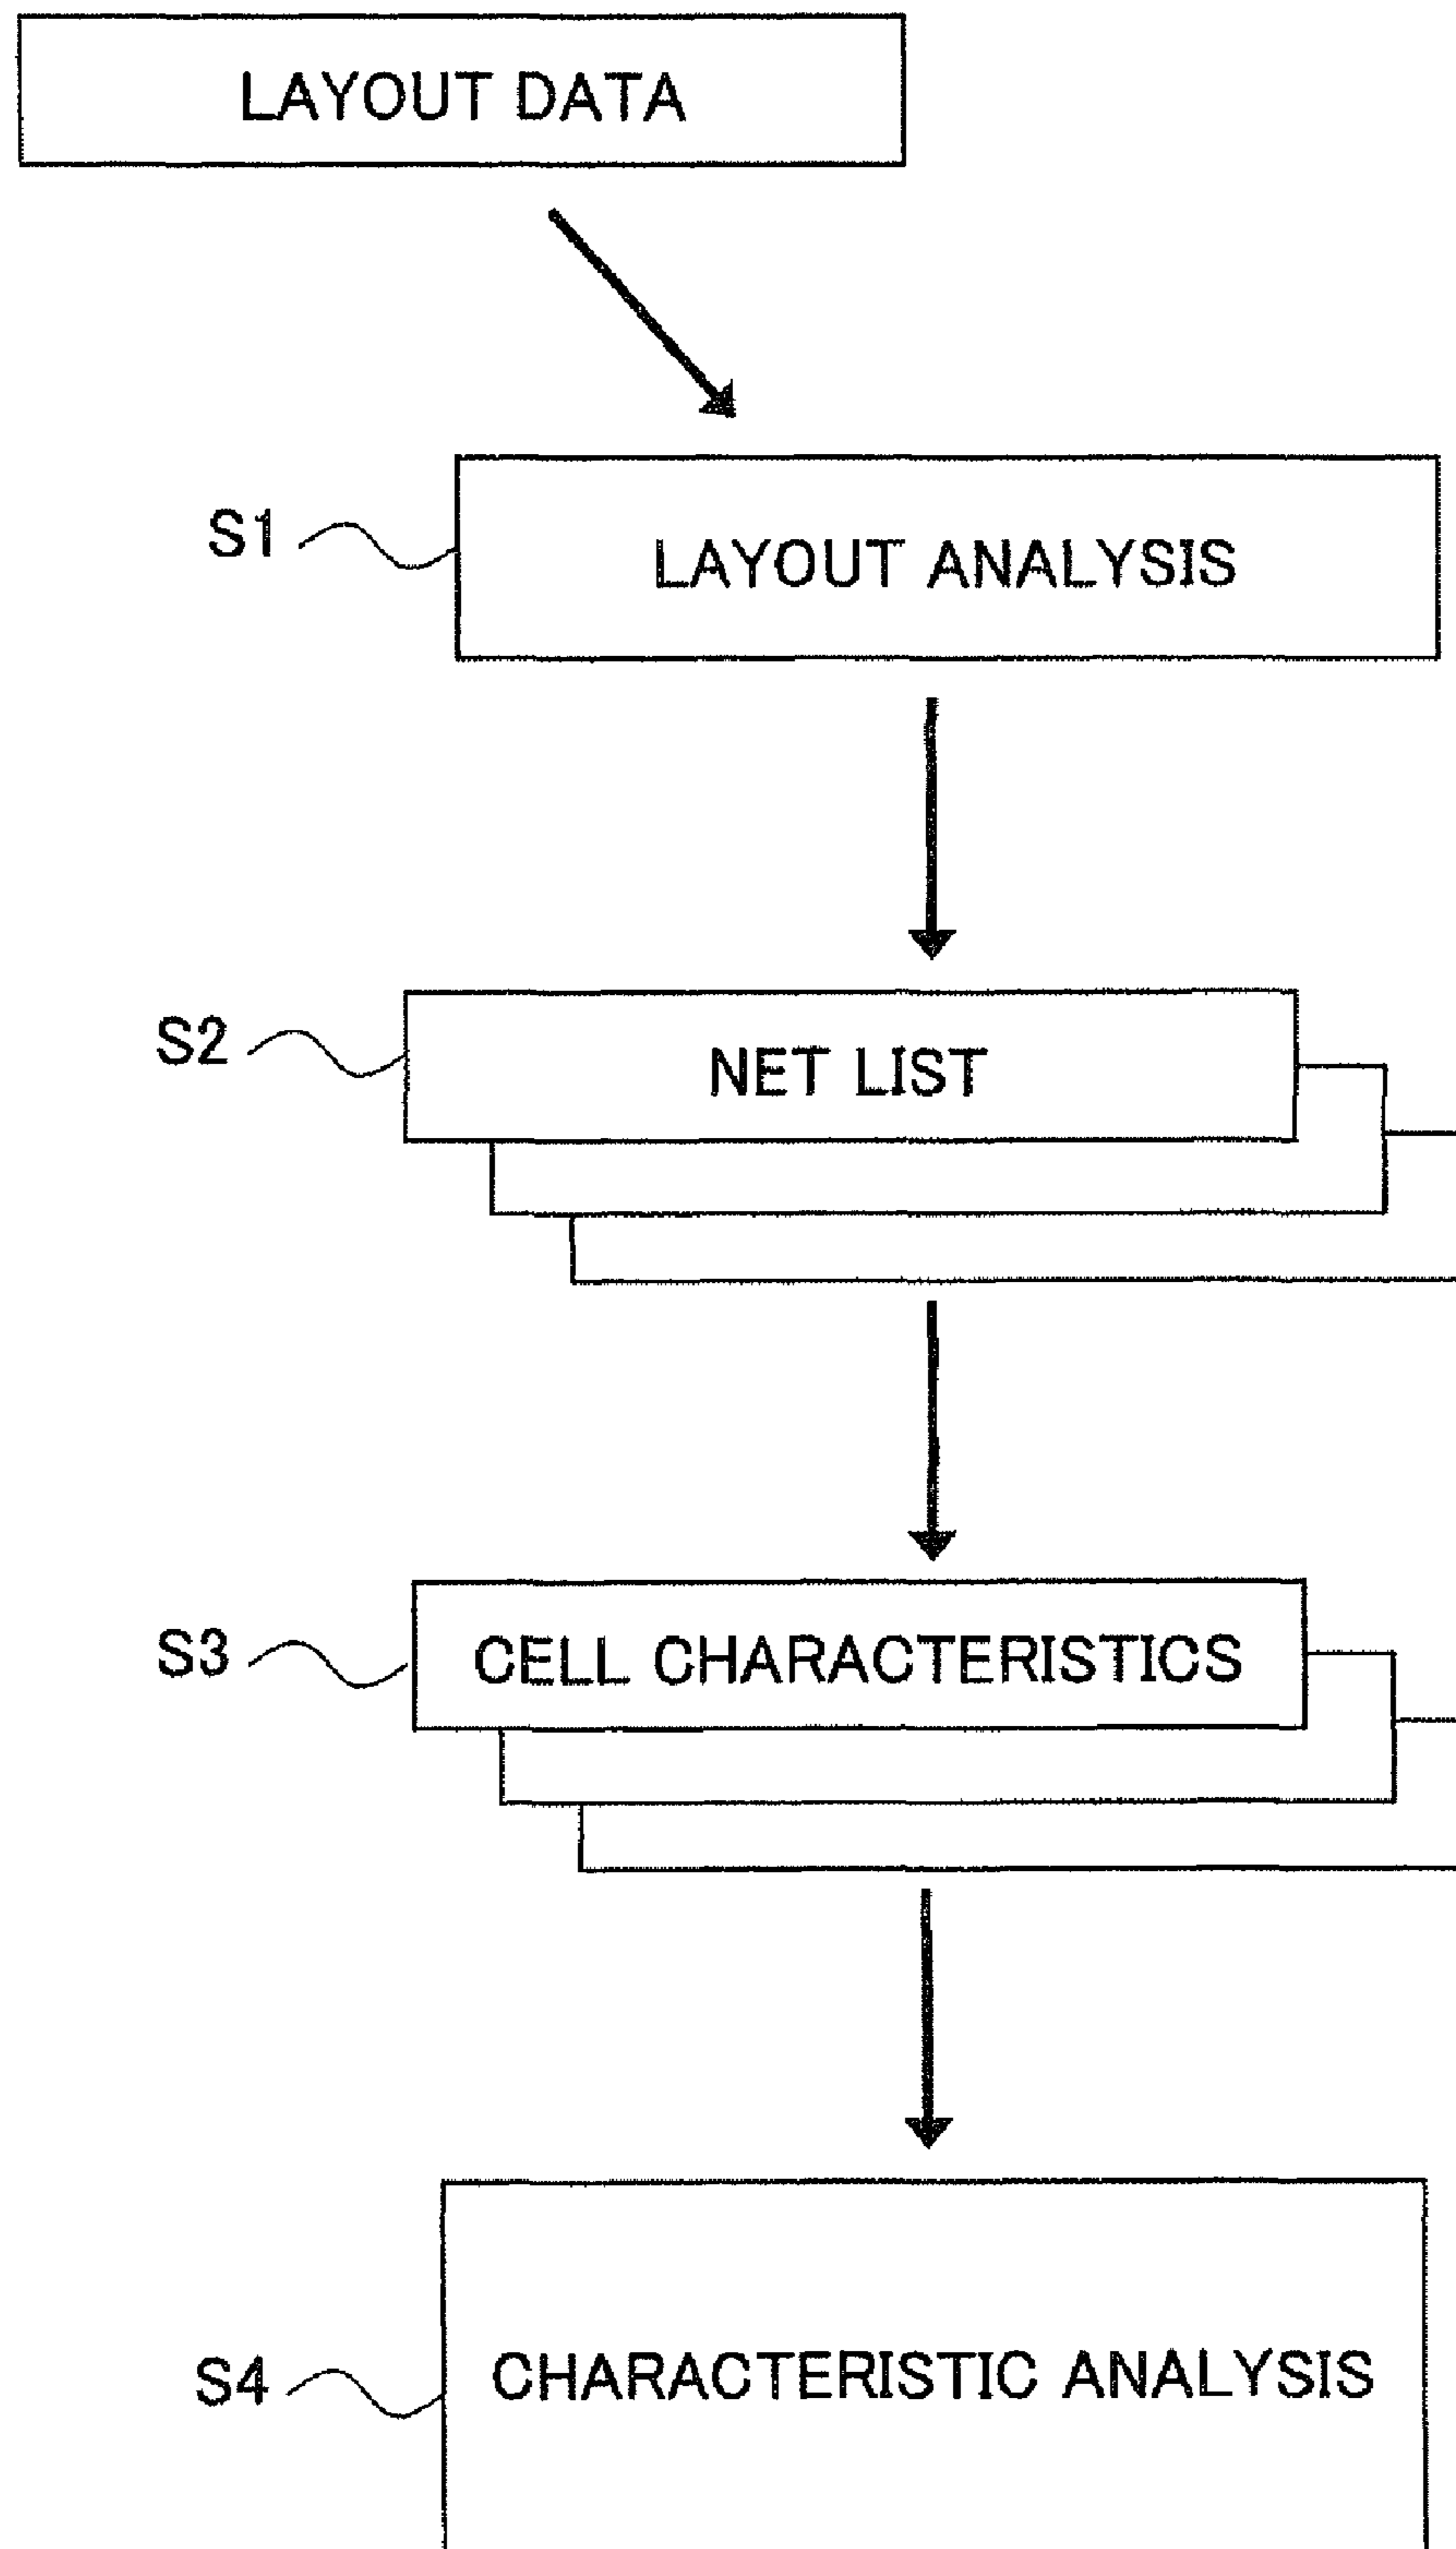 LAYOUT DATA
S1
LAYOUT ANALYSIS
S2
NET LIST
S3
CELL CHARACTERISTICS
S4
CHARACTERISTIC ANALYSIS